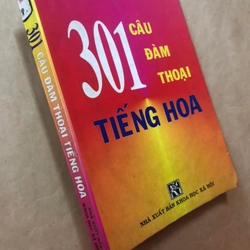 301
CÂU
ĐÀM
THOẠI
TIẾNG HOA
NHÀ XUẤT BẢN KHOA HỌC XÃ HỘI
301 CÂU ĐÀM THOẠI TIẾNG HOA